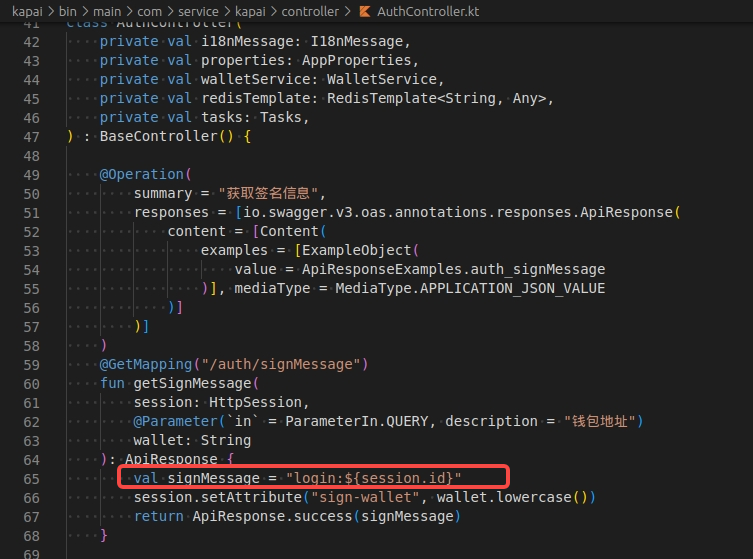 kapai > bin > main > com > service > kapai > controller > AuthController.kt
41 class AuthController(
42 private val i18nMessage: I18nMessage,
43 private val properties: AppProperties,
44 private val walletService: WalletService,
45 private val redisTemplate: RedisTemplate<String, Any>,
46 private val tasks: Tasks,
47 ) : BaseController() {
48
49 @Operation(
50 summary = "获取签名信息",
51 responses = [io.swagger.v3.oas.annotations.responses.ApiResponse(
52 content = [Content(
53 examples = [ExampleObject(
54 value = ApiResponseExamples.auth_signMessage
55 )], mediaType = MediaType.APPLICATION_JSON_VALUE
56 )]
57 )]
58 )
59 @GetMapping("/auth/signMessage")
60 fun getSignMessage(
61 session: HttpSession,
62 @Parameter(`in` = ParameterIn.QUERY, description = "钱包地址")
63 wallet: String
64 ): ApiResponse {
65 val signMessage = "login:${session.id}"
66 session.setAttribute("sign-wallet", wallet.lowercase())
67 return ApiResponse.success(signMessage)
68 }
69